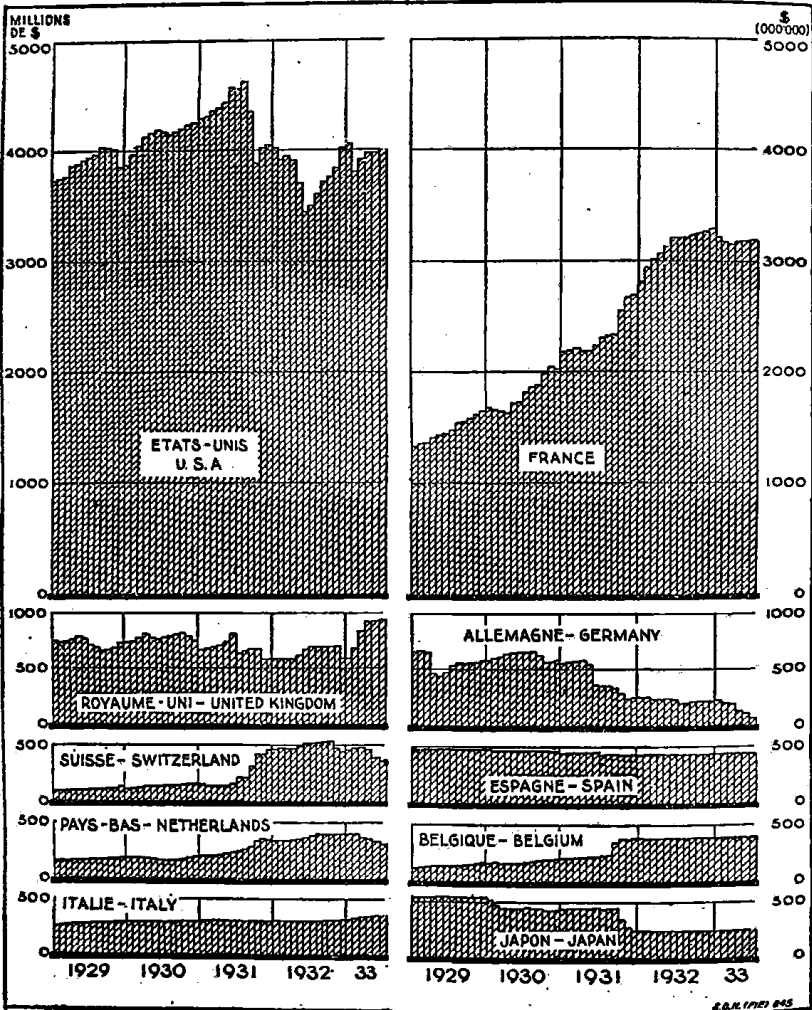 MILLIONS
DE $
$
(000'000)
5000
5000
4000
4000
3000
3000
2000
2000
ETATS-UNIS
U.S.A
FRANCE
1000
1000
0
0
1000
1000
ALLEMAGNE-GERMANY
500
500
ROYAUME-UNI-UNITED KINGDOM
0
0
500
500
SUISSE-SWITZERLAND
ESPAGNE-SPAIN
0
0
500
500
PAYS-BAS-NETHERLANDS
BELGIQUE-BELGIUM
0
0
500
500
ITALIE-ITALY
JAPON-JAPAN
0
0
1929 1930 1931 1932 33
1929 1930 1931 1932 33